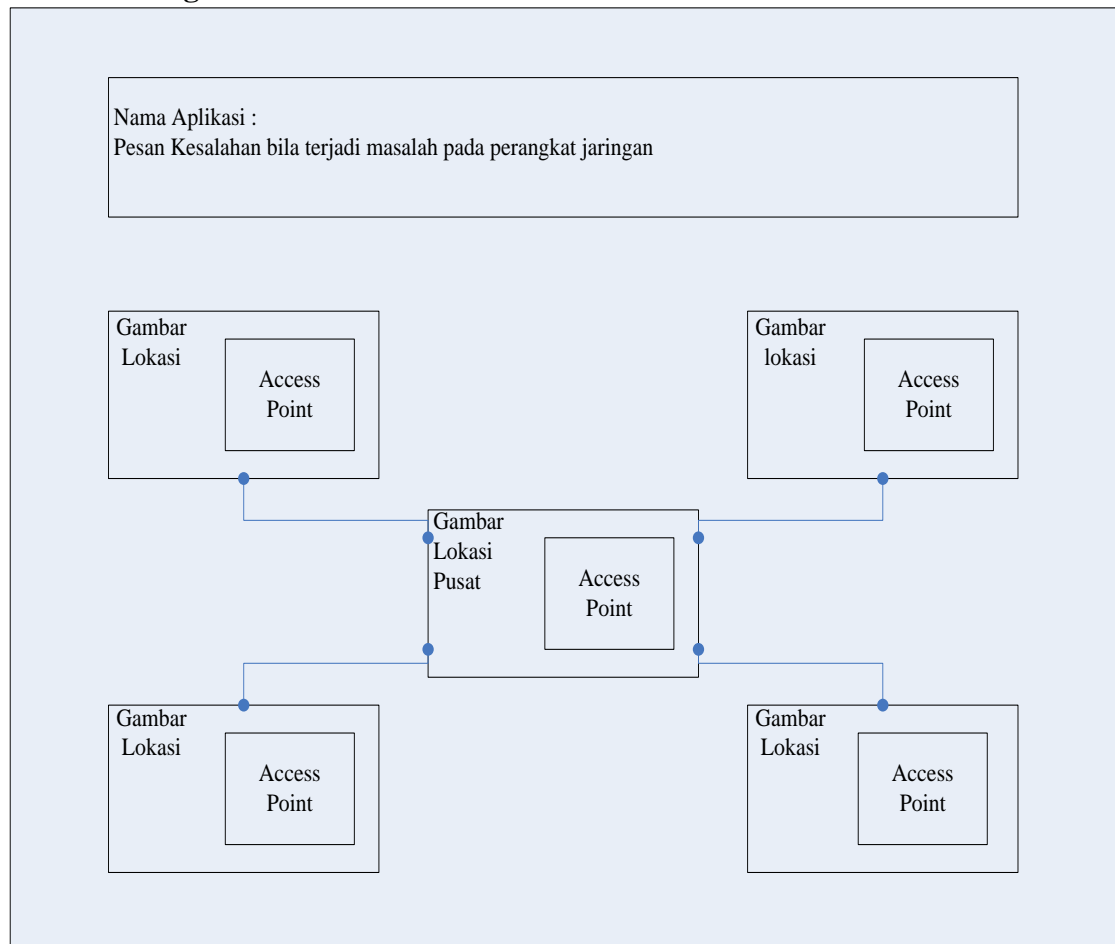 Nama Aplikasi :
Pesan Kesalahan bila terjadi masalah pada perangkat jaringan
Gambar
Lokasi
Access
Point
Gambar
lokasi
Access
Point
Gambar
Lokasi
Pusat
Access
Point
Gambar
Lokasi
Access
Point
Gambar
Lokasi
Access
Point